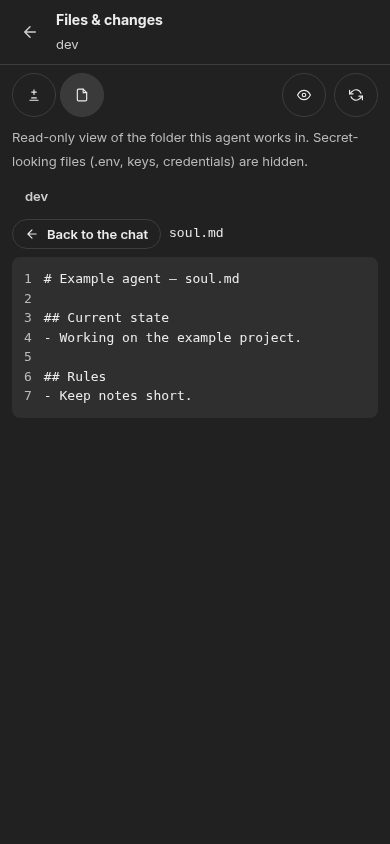 Files & changes
dev
Read-only view of the folder this agent works in. Secret-
looking files (.env, keys, credentials) are hidden.
dev
Back to the chat soul.md
1 # Example agent — soul.md
2
3 ## Current state
4 - Working on the example project.
5
6 ## Rules
7 - Keep notes short.